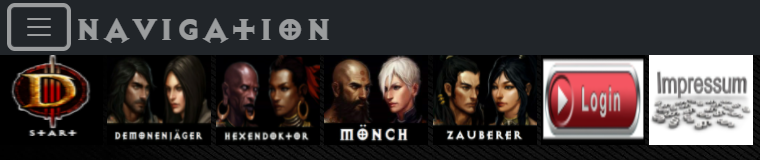 NAVIGATION
START
DEMONENJÄGER
HEXENDOKTOR
MÖNCH
ZAUBERER
Login
Impressum